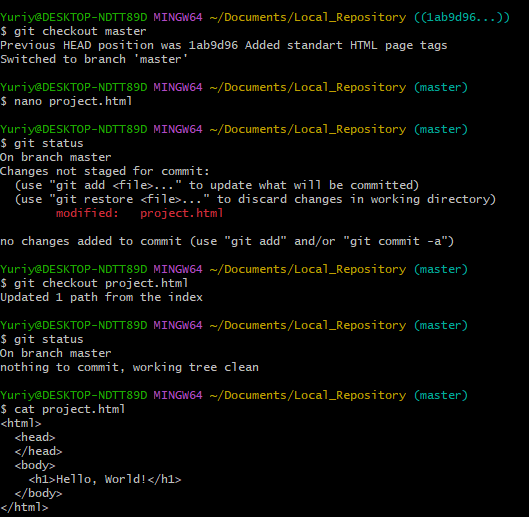 Yuriy@DESKTOP-NDTT89D MINGW64 ~/Documents/Local_Repository ((1ab9d96...))
$ git checkout master
Previous HEAD position was 1ab9d96 Added standart HTML page tags
Switched to branch 'master'

Yuriy@DESKTOP-NDTT89D MINGW64 ~/Documents/Local_Repository (master)
$ nano project.html

Yuriy@DESKTOP-NDTT89D MINGW64 ~/Documents/Local_Repository (master)
$ git status
On branch master
Changes not staged for commit:
  (use "git add <file>..." to update what will be committed)
  (use "git restore <file>..." to discard changes in working directory)
        modified:   project.html

no changes added to commit (use "git add" and/or "git commit -a")

Yuriy@DESKTOP-NDTT89D MINGW64 ~/Documents/Local_Repository (master)
$ git checkout project.html
Updated 1 path from the index

Yuriy@DESKTOP-NDTT89D MINGW64 ~/Documents/Local_Repository (master)
$ git status
On branch master
nothing to commit, working tree clean

Yuriy@DESKTOP-NDTT89D MINGW64 ~/Documents/Local_Repository (master)
$ cat project.html
<html>
  <head>
  </head>
  <body>
    <h1>Hello, World!</h1>
  </body>
</html>